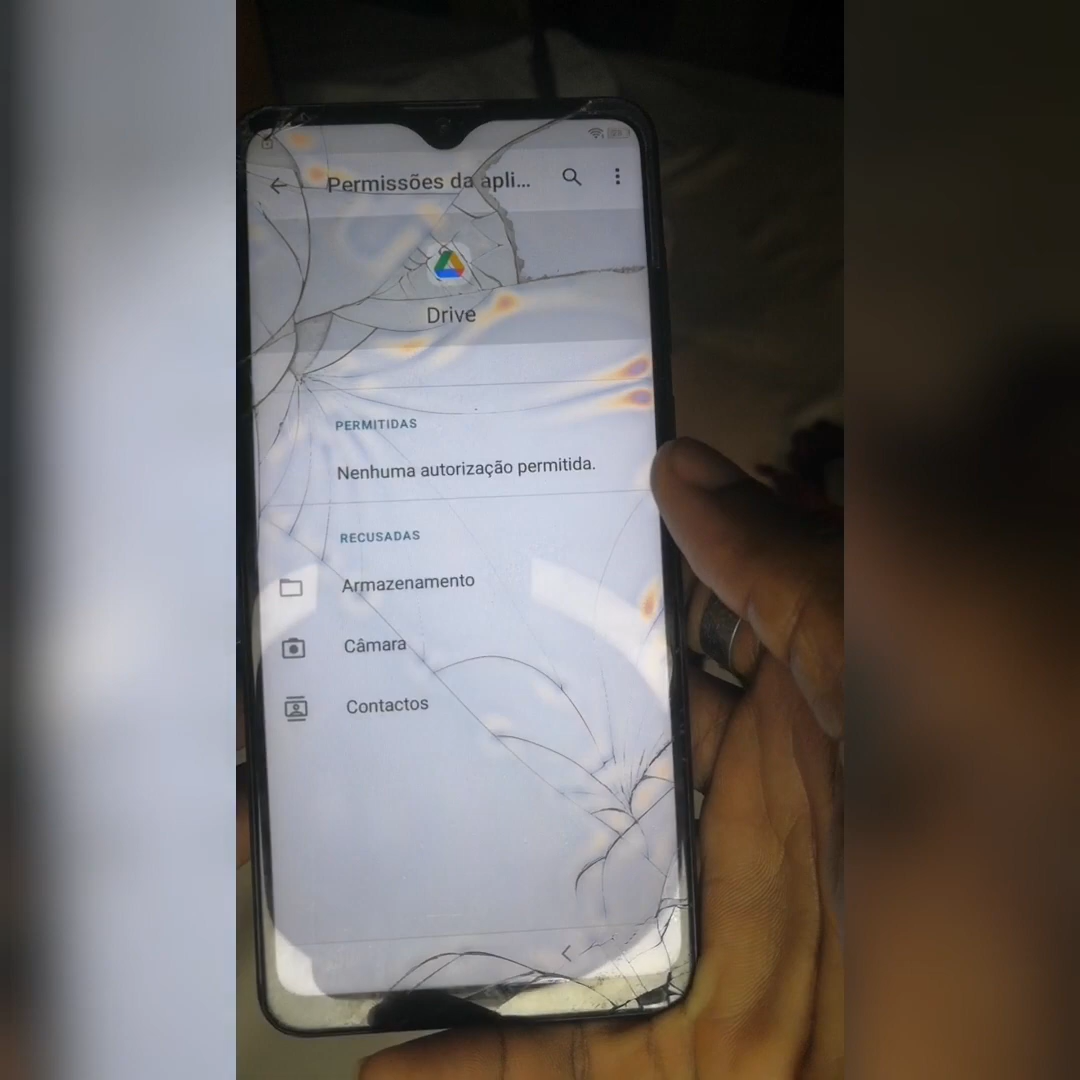 Permissões da apli...
Drive
PERMITIDAS
Nenhuma autorização permitida.
RECUSADAS
Armazenamento
Câmara
Contactos